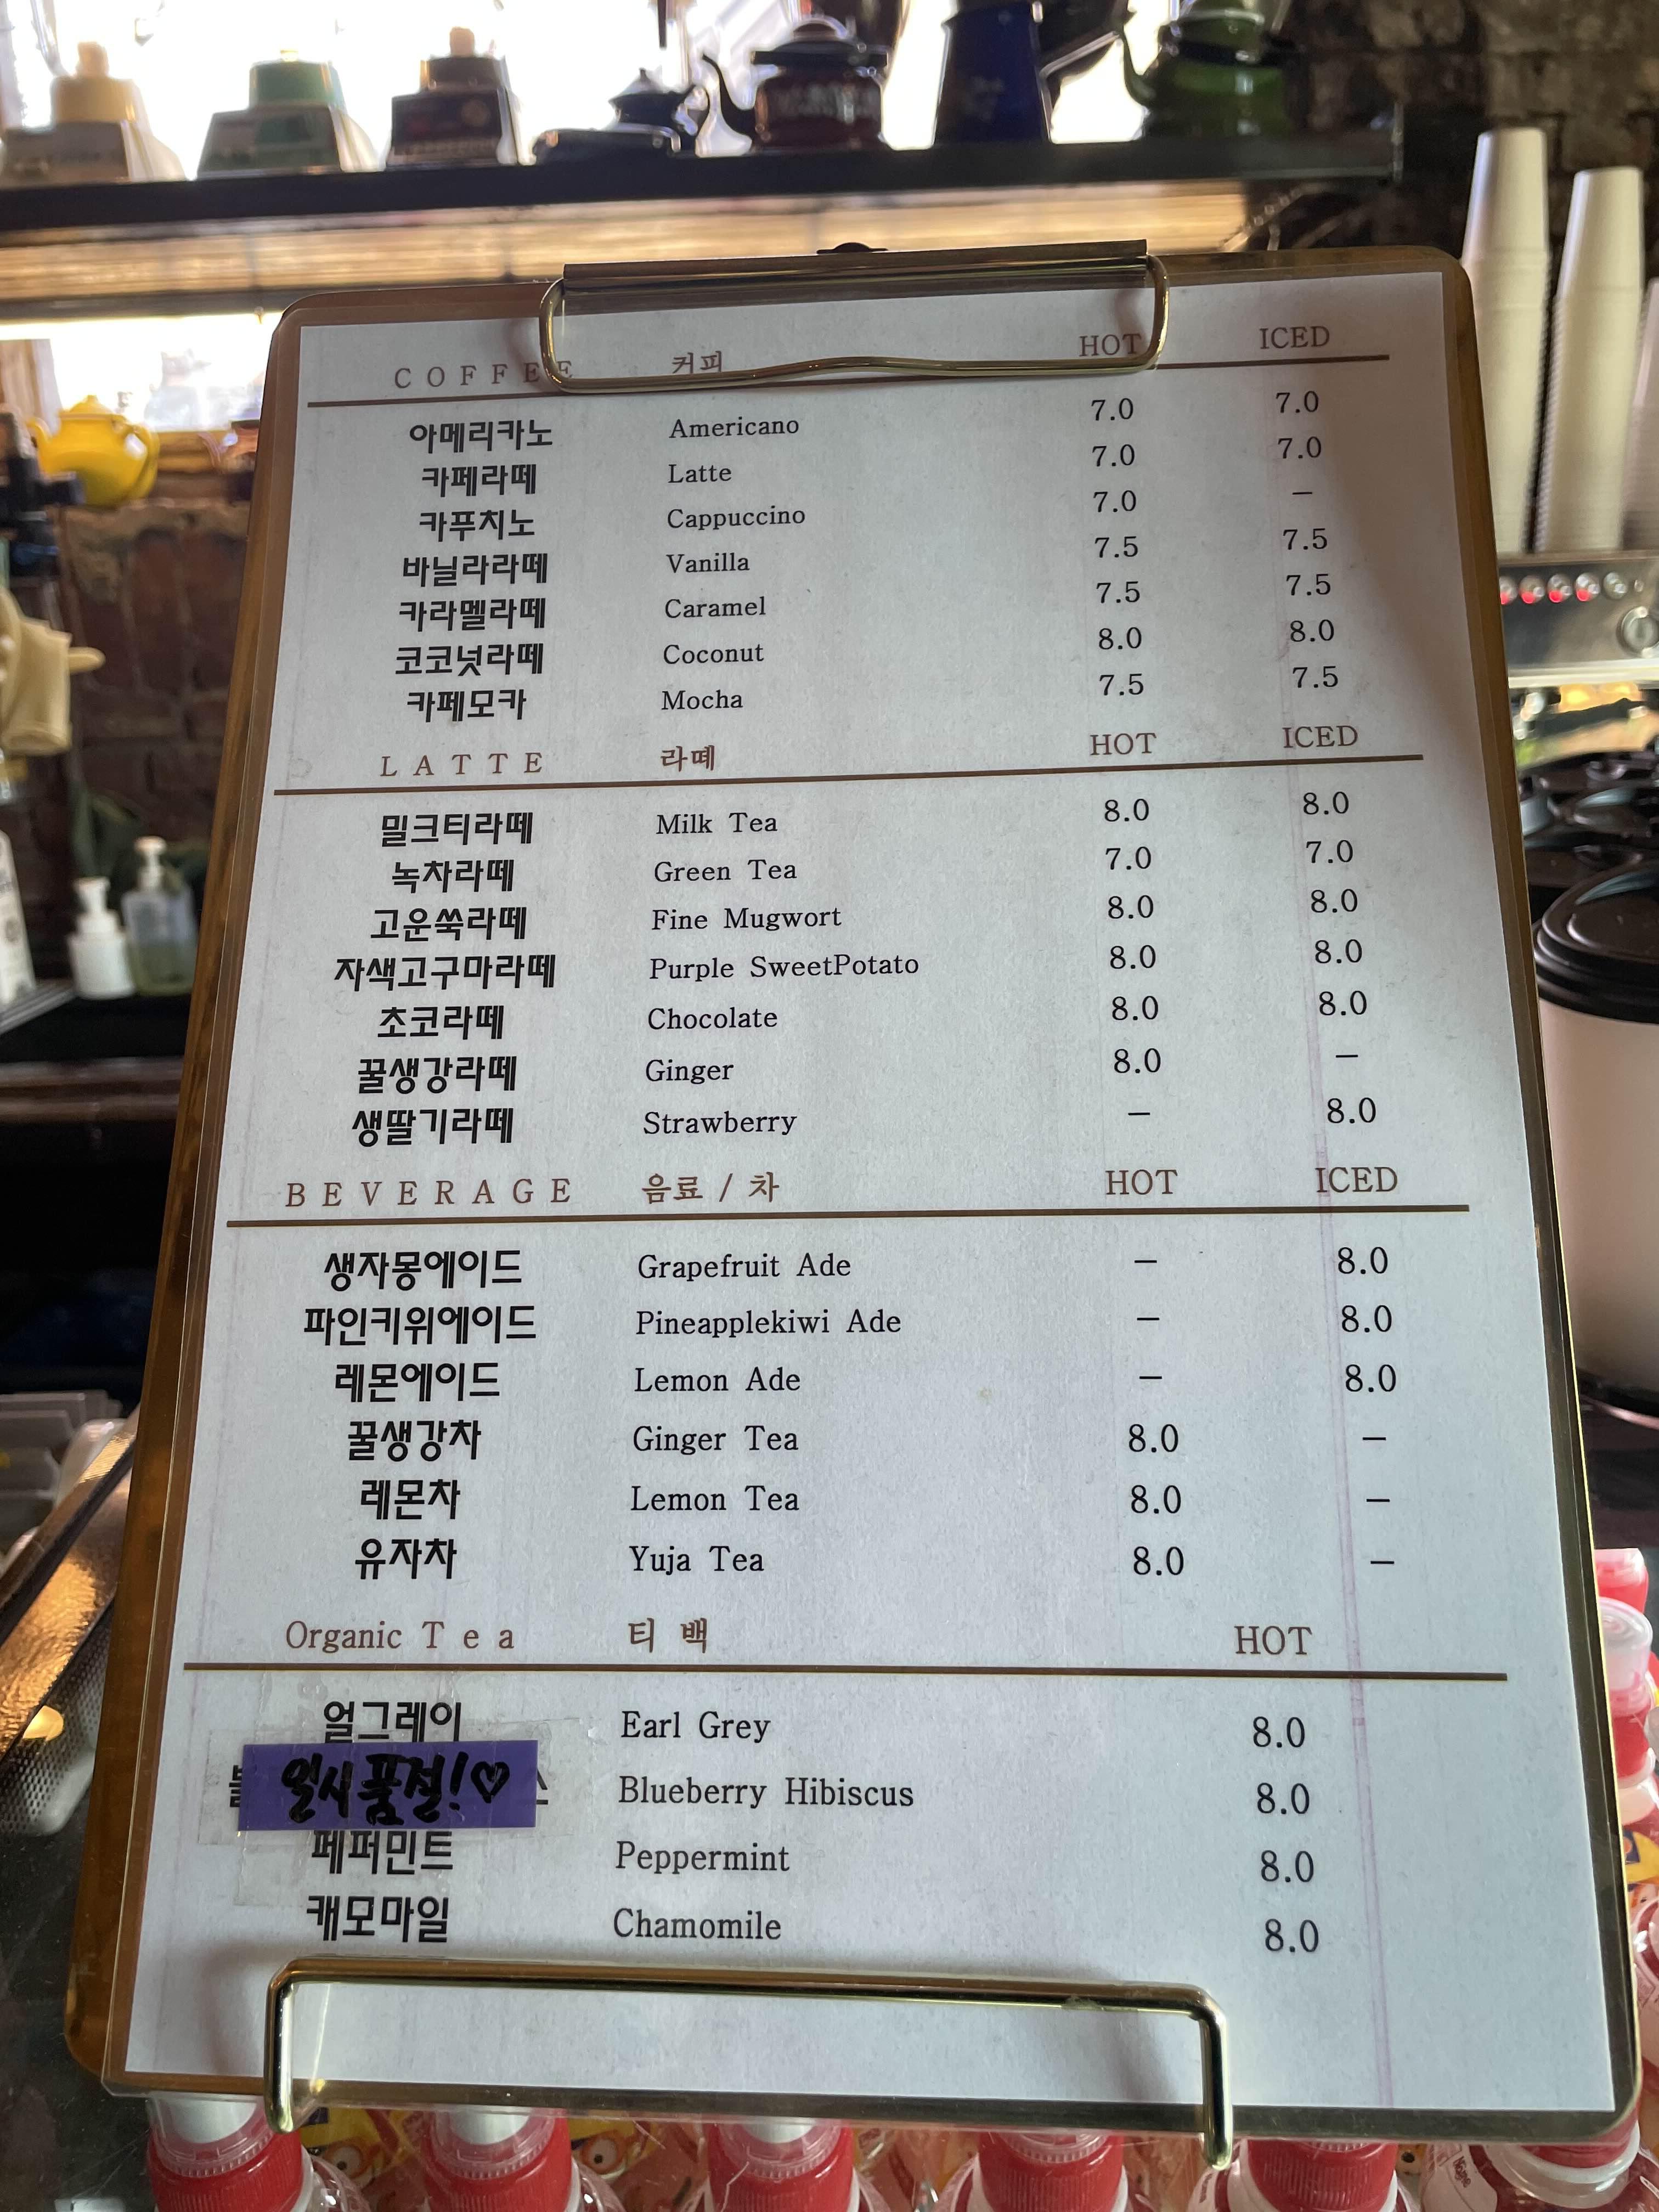 COFFEE 커피 HOT ICED
아메리카노 Americano 7.0 7.0
카페라떼 Latte 7.0 7.0
카푸치노 Cappuccino 7.0 –
바닐라라떼 Vanilla 7.5 7.5
카라멜라떼 Caramel 7.5 7.5
코코넛라떼 Coconut 8.0 8.0
카페모카 Mocha 7.5 7.5
LATTE 라떼 HOT ICED
밀크티라떼 Milk Tea 8.0 8.0
녹차라떼 Green Tea 7.0 7.0
고운쑥라떼 Fine Mugwort 8.0 8.0
자색고구마라떼 Purple SweetPotato 8.0 8.0
초코라떼 Chocolate 8.0 8.0
꿀생강라떼 Ginger 8.0 –
생딸기라떼 Strawberry – 8.0
BEVERAGE 음료 / 차 HOT ICED
생자몽에이드 Grapefruit Ade – 8.0
파인키위에이드 Pineapplekiwi Ade – 8.0
레몬에이드 Lemon Ade – 8.0
꿀생강차 Ginger Tea 8.0 –
레몬차 Lemon Tea 8.0 –
유자차 Yuja Tea 8.0 –
Organic Tea 티백 HOT
얼그레이 Earl Grey 8.0
일시품절!♡ Blueberry Hibiscus 8.0
페퍼민트 Peppermint 8.0
캐모마일 Chamomile 8.0